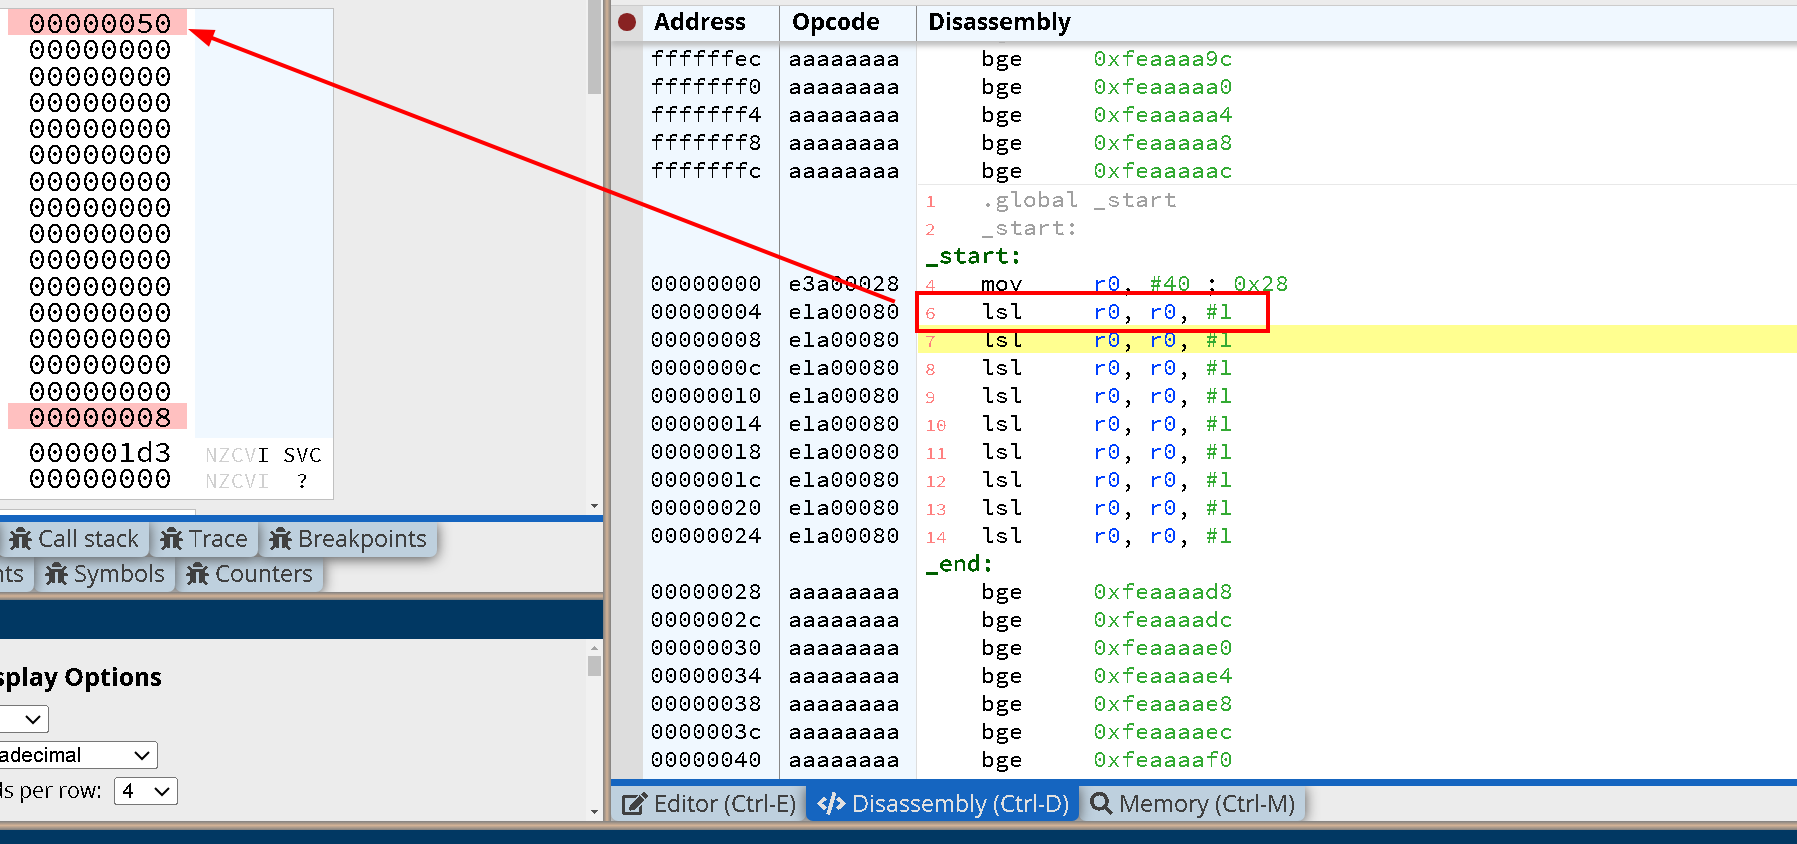 00000050
00000000
00000000
00000000
00000000
00000000
00000000
00000000
00000000
00000000
00000000
00000000
00000000
00000000
00000000
00000008
000001d3 NZCVI SVC
00000000 NZCVI ?
Call stack Trace Breakpoints
nts Symbols Counters
splay Options
adecimal
ds per row: 4
Address Opcode Disassembly
ffffffec aaaaaaaa bge 0xfeaaaa9c
fffffff0 aaaaaaaa bge 0xfeaaaaa0
fffffff4 aaaaaaaa bge 0xfeaaaaa4
fffffff8 aaaaaaaa bge 0xfeaaaaa8
fffffffc aaaaaaaa bge 0xfeaaaaac
1 .global _start
2 _start:
_start:
00000000 e3a00028 4 mov r0, #40 ; 0x28
00000004 e1a00080 6 lsl r0, r0, #1
00000008 e1a00080 7 lsl r0, r0, #1
0000000c e1a00080 8 lsl r0, r0, #1
00000010 e1a00080 9 lsl r0, r0, #1
00000014 e1a00080 10 lsl r0, r0, #1
00000018 e1a00080 11 lsl r0, r0, #1
0000001c e1a00080 12 lsl r0, r0, #1
00000020 e1a00080 13 lsl r0, r0, #1
00000024 e1a00080 14 lsl r0, r0, #1
_end:
00000028 aaaaaaaa bge 0xfeaaaad8
0000002c aaaaaaaa bge 0xfeaaaadc
00000030 aaaaaaaa bge 0xfeaaaae0
00000034 aaaaaaaa bge 0xfeaaaae4
00000038 aaaaaaaa bge 0xfeaaaae8
0000003c aaaaaaaa bge 0xfeaaaaec
00000040 aaaaaaaa bge 0xfeaaaaf0
Editor (Ctrl-E) Disassembly (Ctrl-D) Memory (Ctrl-M)